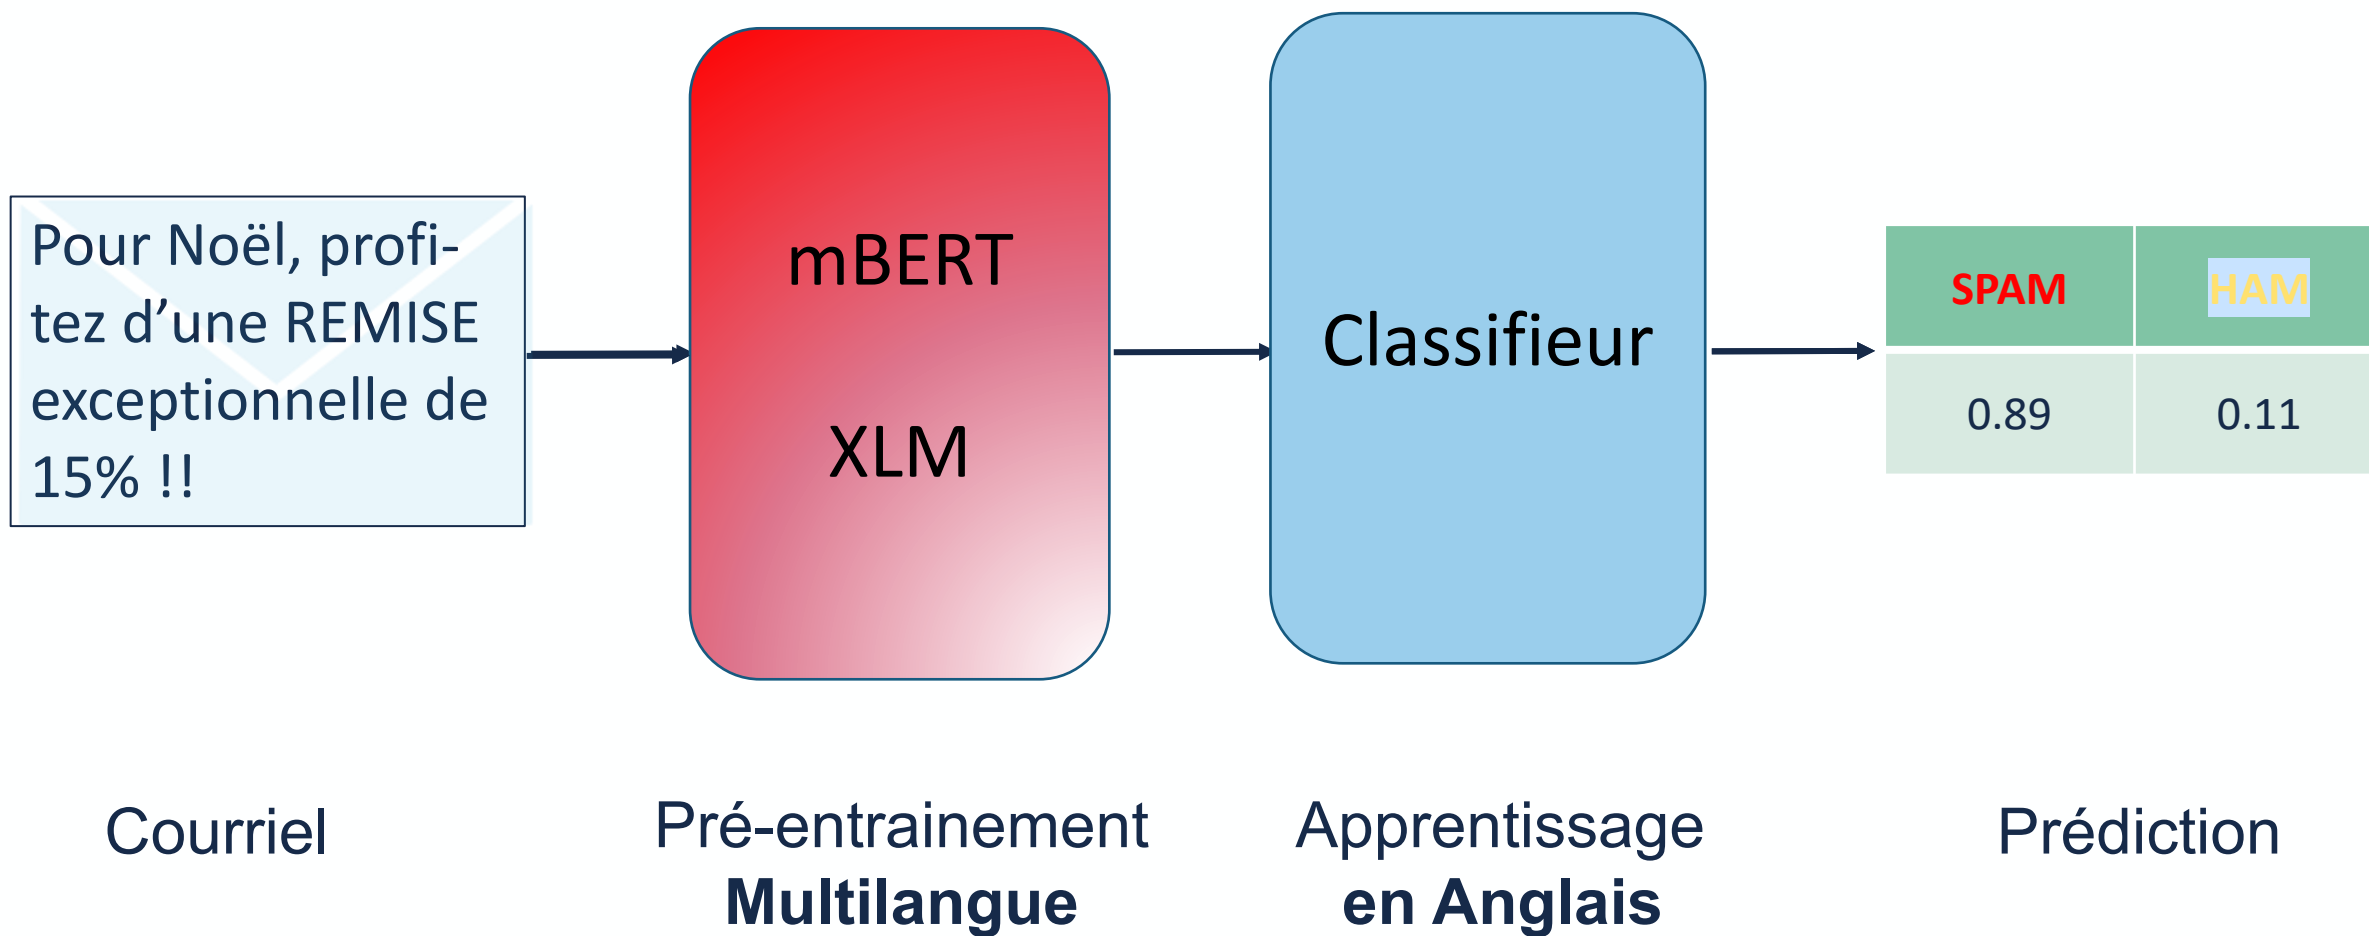 Pour Noël, profi-
tez d’une REMISE
exceptionnelle de
15% !!
mBERT
XLM
Classifieur
SPAM HAM
0.89 0.11
Courriel
Pré-entrainement
Multilangue
Apprentissage
en Anglais
Prédiction